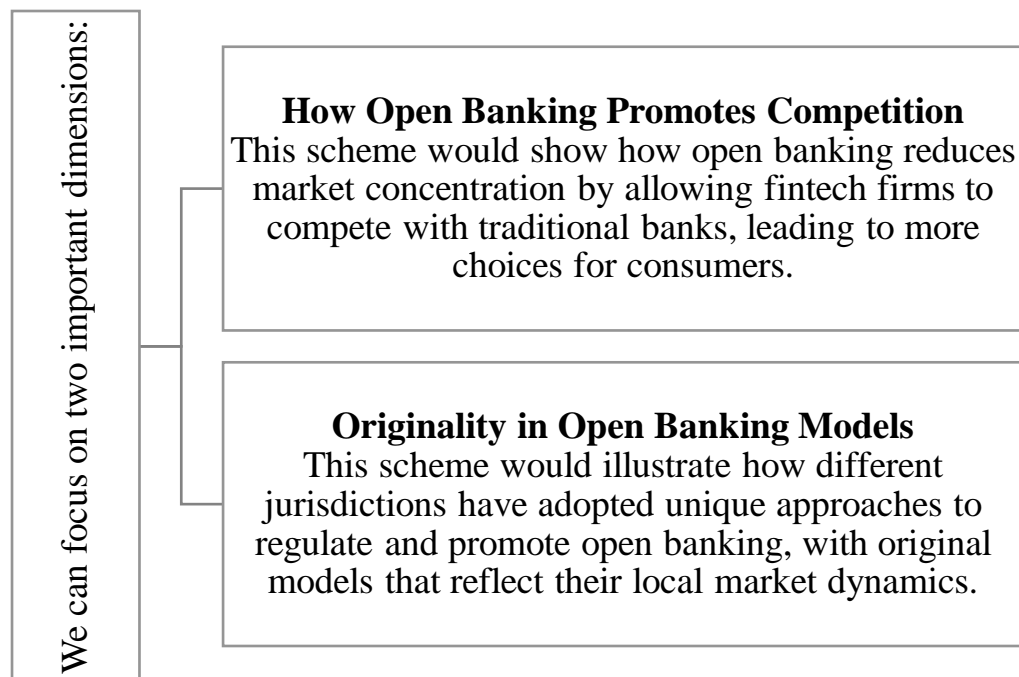 We can focus on two important dimensions:
How Open Banking Promotes Competition
This scheme would show how open banking reduces
market concentration by allowing fintech firms to
compete with traditional banks, leading to more
choices for consumers.
Originality in Open Banking Models
This scheme would illustrate how different
jurisdictions have adopted unique approaches to
regulate and promote open banking, with original
models that reflect their local market dynamics.